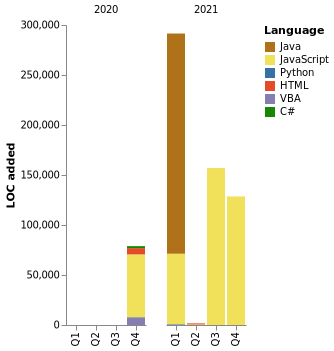 2020 2021
Language
Java
JavaScript
Python
HTML
VBA
C#
LOC added
300,000
250,000
200,000
150,000
100,000
50,000
0
Q1 Q2 Q3 Q4 Q1 Q2 Q3 Q4